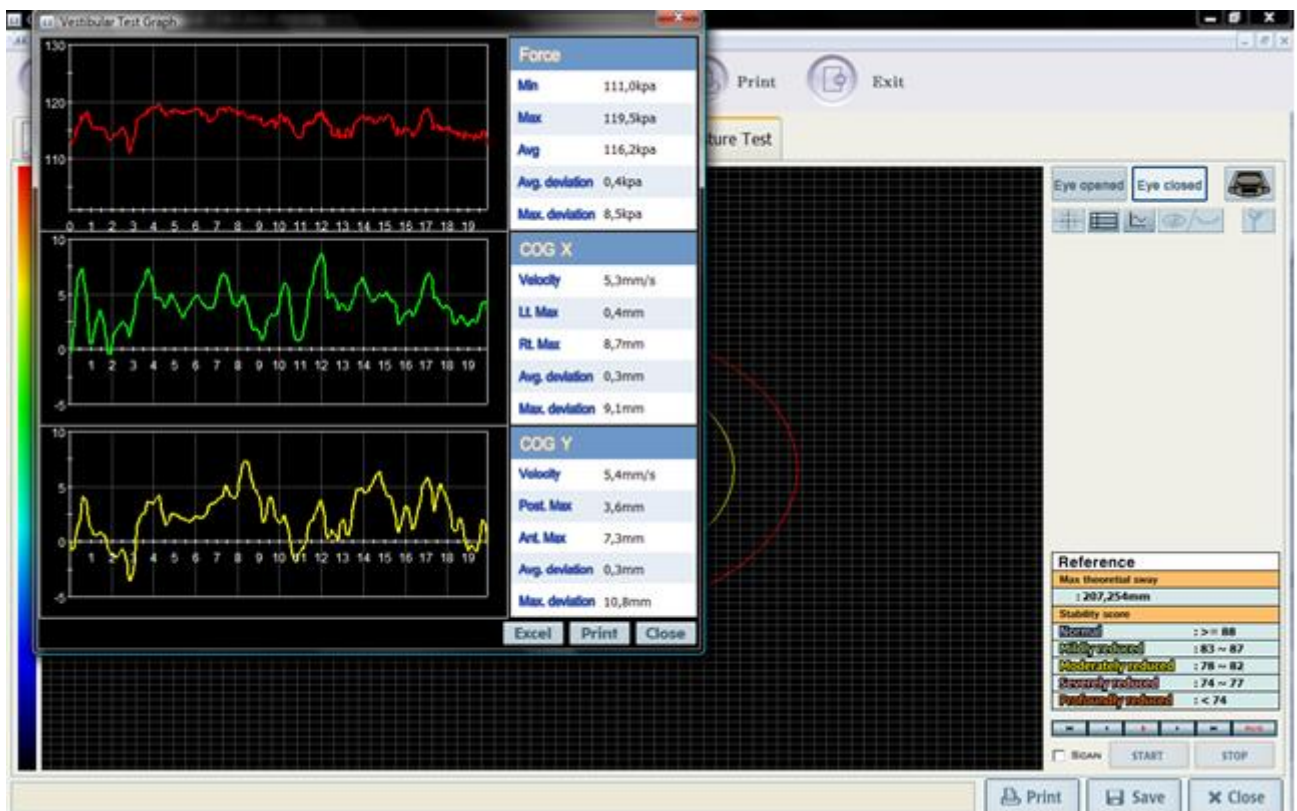 Vestibular Test Graph
Print
Exit
ture Test
130
120
110
0 1 2 3 4 5 6 7 8 9 10 11 12 13 14 15 16 17 18 19
Force
Min 111,0kpa
Max 119,5kpa
Avg 116,2kpa
Avg. deviation 0,4kpa
Max. deviation 8,5kpa
10
5
0
-5
1 2 3 4 5 6 7 8 9 10 11 12 13 14 15 16 17 18 19
COG X
Velocity 5,3mm/s
Lt. Max 0,4mm
Rt. Max 8,7mm
Avg. deviation 0,3mm
Max. deviation 9,1mm
10
5
0
-5
1 2 3 4 5 6 7 8 9 10 11 12 13 14 15 16 17 18 19
COG Y
Velocity 5,4mm/s
Post. Max 3,6mm
Ant. Max 7,3mm
Avg. deviation 0,3mm
Max. deviation 10,8mm
Excel Print Close
Eye opened Eye closed
Reference
Max theoretial sway
: 207,254mm
Stability score
Normal : >= 88
Mildly reduced : 83 ~ 87
Moderately reduced : 78 ~ 82
Severely reduced : 74 ~ 77
Profoundly reduced : < 74
SCAN START STOP
Print Save Close